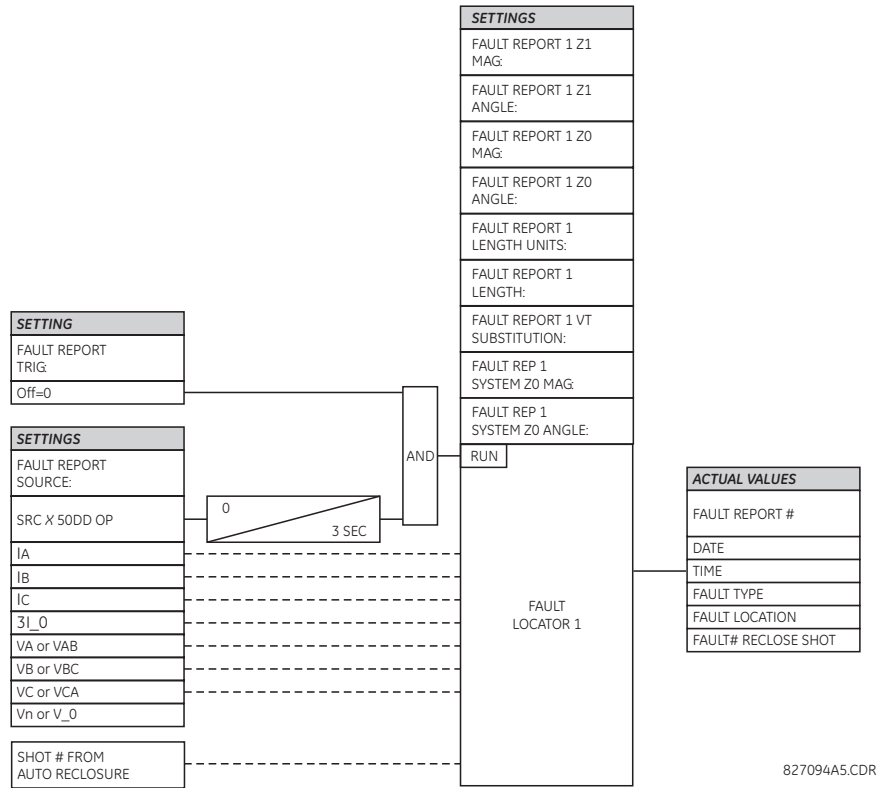 SETTINGS
FAULT REPORT 1 Z1
MAG:
FAULT REPORT 1 Z1
ANGLE:
FAULT REPORT 1 Z0
MAG:
FAULT REPORT 1 Z0
ANGLE:
FAULT REPORT 1
LENGTH UNITS:
FAULT REPORT 1
LENGTH:
FAULT REPORT 1 VT
SUBSTITUTION:
FAULT REP 1
SYSTEM Z0 MAG:
FAULT REP 1
SYSTEM Z0 ANGLE:
SETTING
FAULT REPORT
TRIG:
Off=0
SETTINGS
FAULT REPORT
SOURCE:
SRC X 50DD OP
IA
IB
IC
3I_0
VA or VAB
VB or VBC
VC or VCA
Vn or V_0
SHOT # FROM
AUTO RECLOSURE
0
3 SEC
AND
RUN
FAULT
LOCATOR 1
ACTUAL VALUES
FAULT REPORT #
DATE
TIME
FAULT TYPE
FAULT LOCATION
FAULT# RECLOSE SHOT
827094A5.CDR